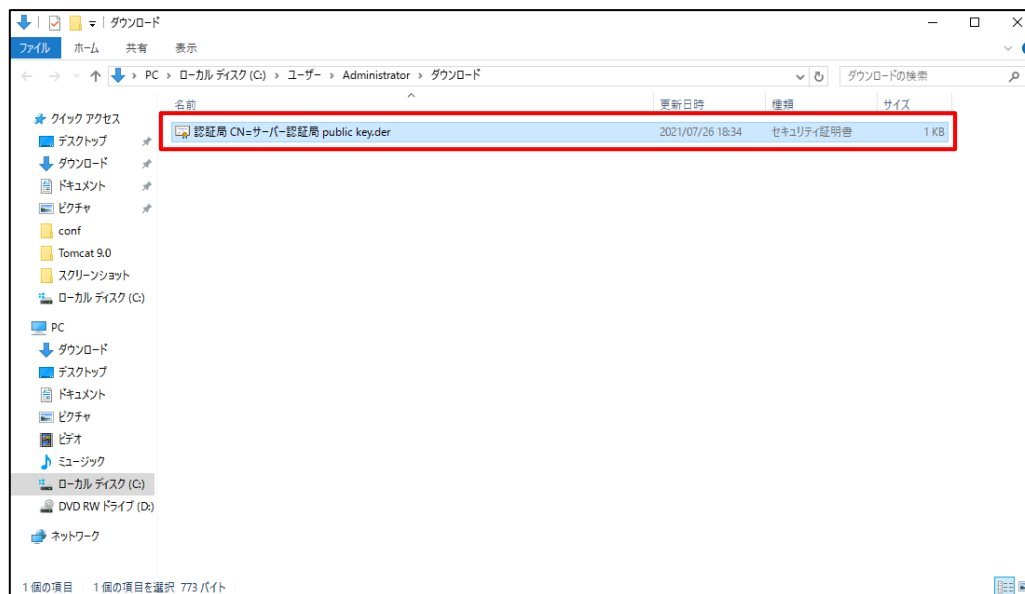 ダウンロード
ファイル ホーム 共有 表示
PC › ローカル ディスク (C:) › ユーザー › Administrator › ダウンロード
ダウンロードの検索
名前 更新日時 種類 サイズ
認証局 CN=サーバー認証局 public key.der 2021/07/26 18:34 セキュリティ証明書 1 KB
クイック アクセス
デスクトップ
ダウンロード
ドキュメント
ピクチャ
conf
Tomcat 9.0
スクリーンショット
ローカル ディスク (C:)
PC
ダウンロード
デスクトップ
ドキュメント
ピクチャ
ビデオ
ミュージック
ローカル ディスク (C:)
DVD RW ドライブ (D:)
ネットワーク
1 個の項目 1 個の項目を選択 773 バイト